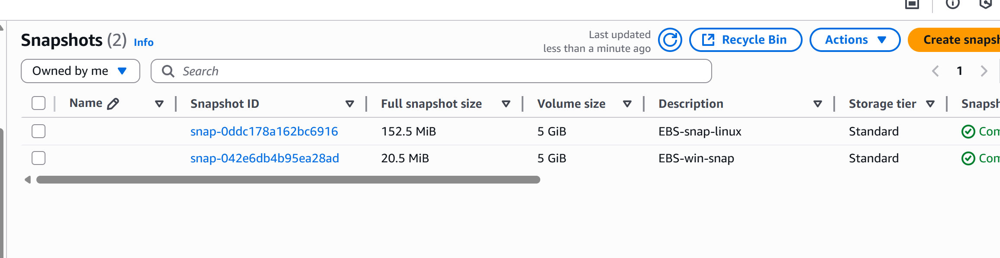 Snapshots (2) Info
Last updated
less than a minute ago
Recycle Bin
Actions
Create snapsh
Owned by me
Search
1
Name Snapshot ID Full snapshot size Volume size Description Storage tier Snapsh
snap-0ddc178a162bc6916 152.5 MiB 5 GiB EBS-snap-linux Standard Com
snap-042e6db4b95ea28ad 20.5 MiB 5 GiB EBS-win-snap Standard Com